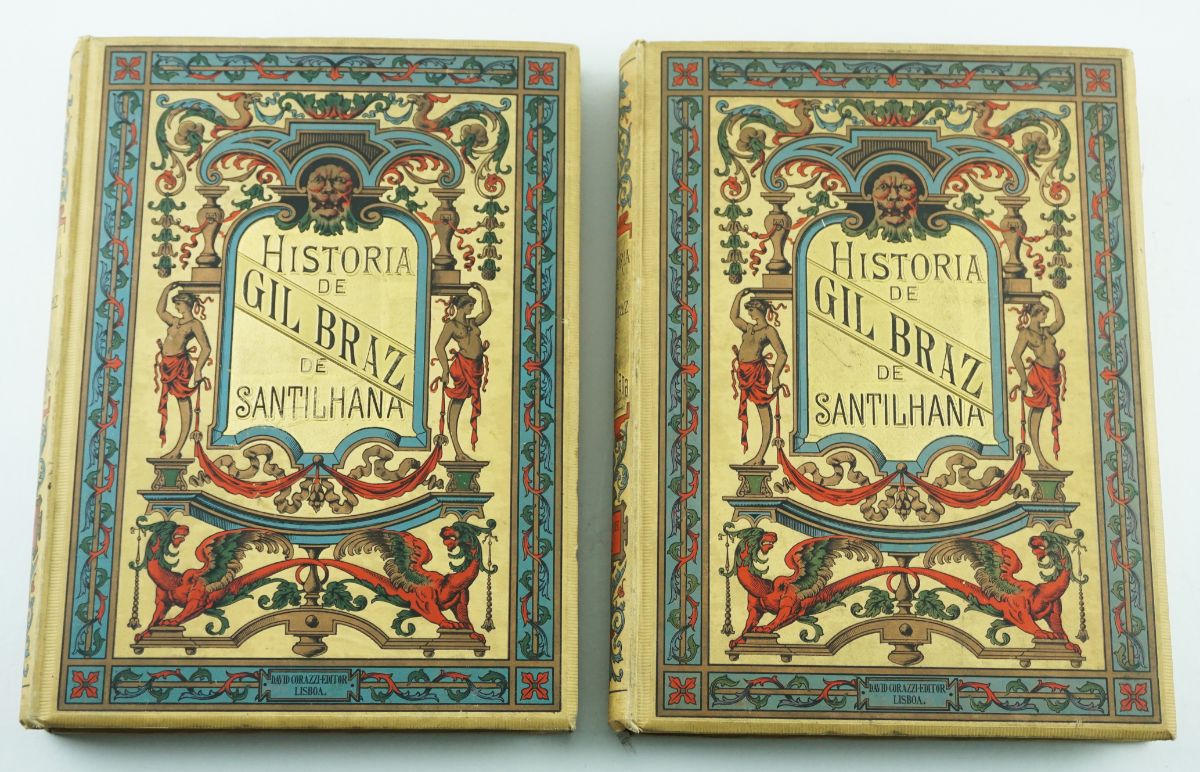 HISTORIA
DE
GIL BRAZ
DE
SANTILHANA
DAVID CORAZZI-EDITOR
LISBOA.
HISTORIA
DE
GIL BRAZ
DE
SANTILHANA
DAVID CORAZZI-EDITOR
LISBOA.